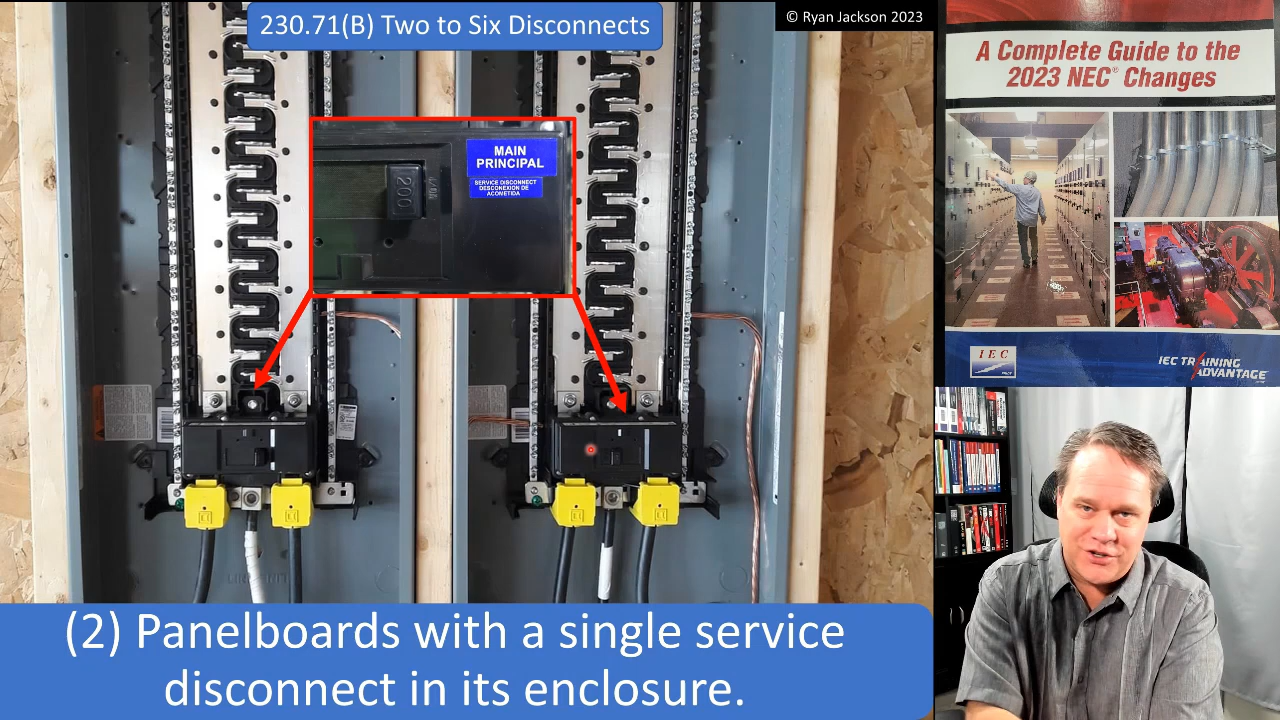 230.71(B) Two to Six Disconnects
© Ryan Jackson 2023
MAIN
PRINCIPAL
SERVICE DISCONNECT
DESCONEXION DE
ACOMETIDA
200
(2) Panelboards with a single service
disconnect in its enclosure.
A Complete Guide to the
2023 NEC® Changes
IEC
IEC TRAINING
ADVANTAGE